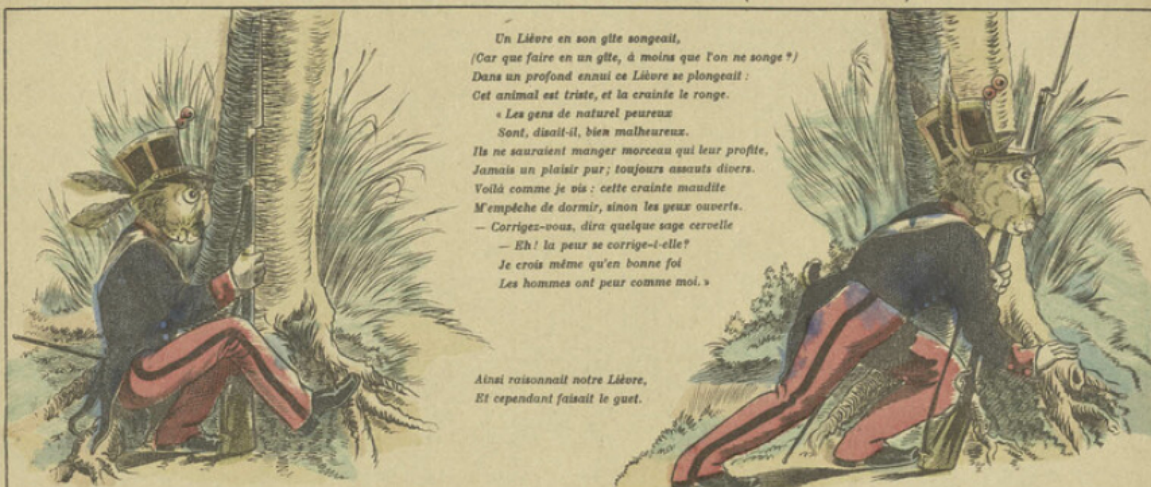 Un Lièvre en son gîte songeait,
(Car que faire en un gîte, à moins que l'on ne songe ?)
Dans un profond ennui ce Lièvre se plongeait :
Cet animal est triste, et la crainte le ronge.
« Les gens de naturel peureux
Sont, disait-il, bien malheureux.
Ils ne sauraient manger morceau qui leur profite,
Jamais un plaisir pur ; toujours assauts divers.
Voilà comme je vis : cette crainte maudite
M'empêche de dormir, sinon les yeux ouverts.
— Corrigez-vous, dira quelque sage cervelle
— Eh ! la peur se corrige-t-elle ?
Je crois même qu'en bonne foi
Les hommes ont peur comme moi. »
Ainsi raisonnait notre Lièvre,
Et cependant faisait le guet.